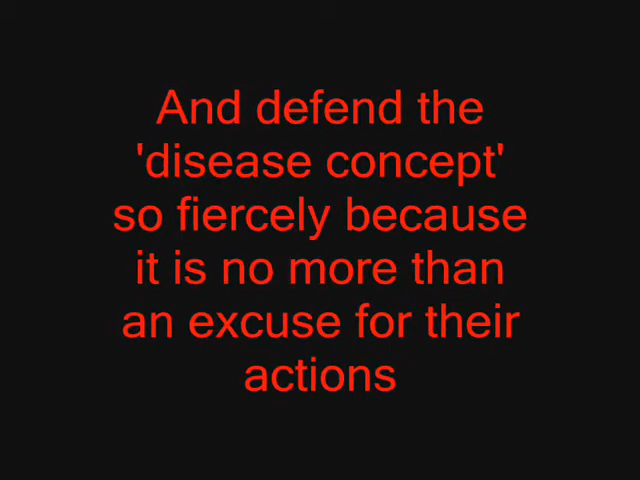 And defend the
'disease concept'
so fiercely because
it is no more than
an excuse for their
actions